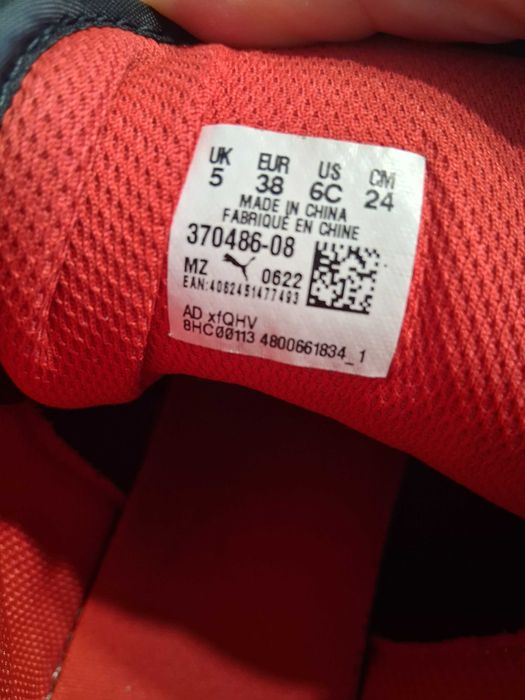 UK EUR US CM
5 38 6C 24
MADE IN CHINA
FABRIQUÉ EN CHINE
370486-08
MZ 0622
EAN:4062451477493
AD xfQHV
8HC00113 4800661834_1